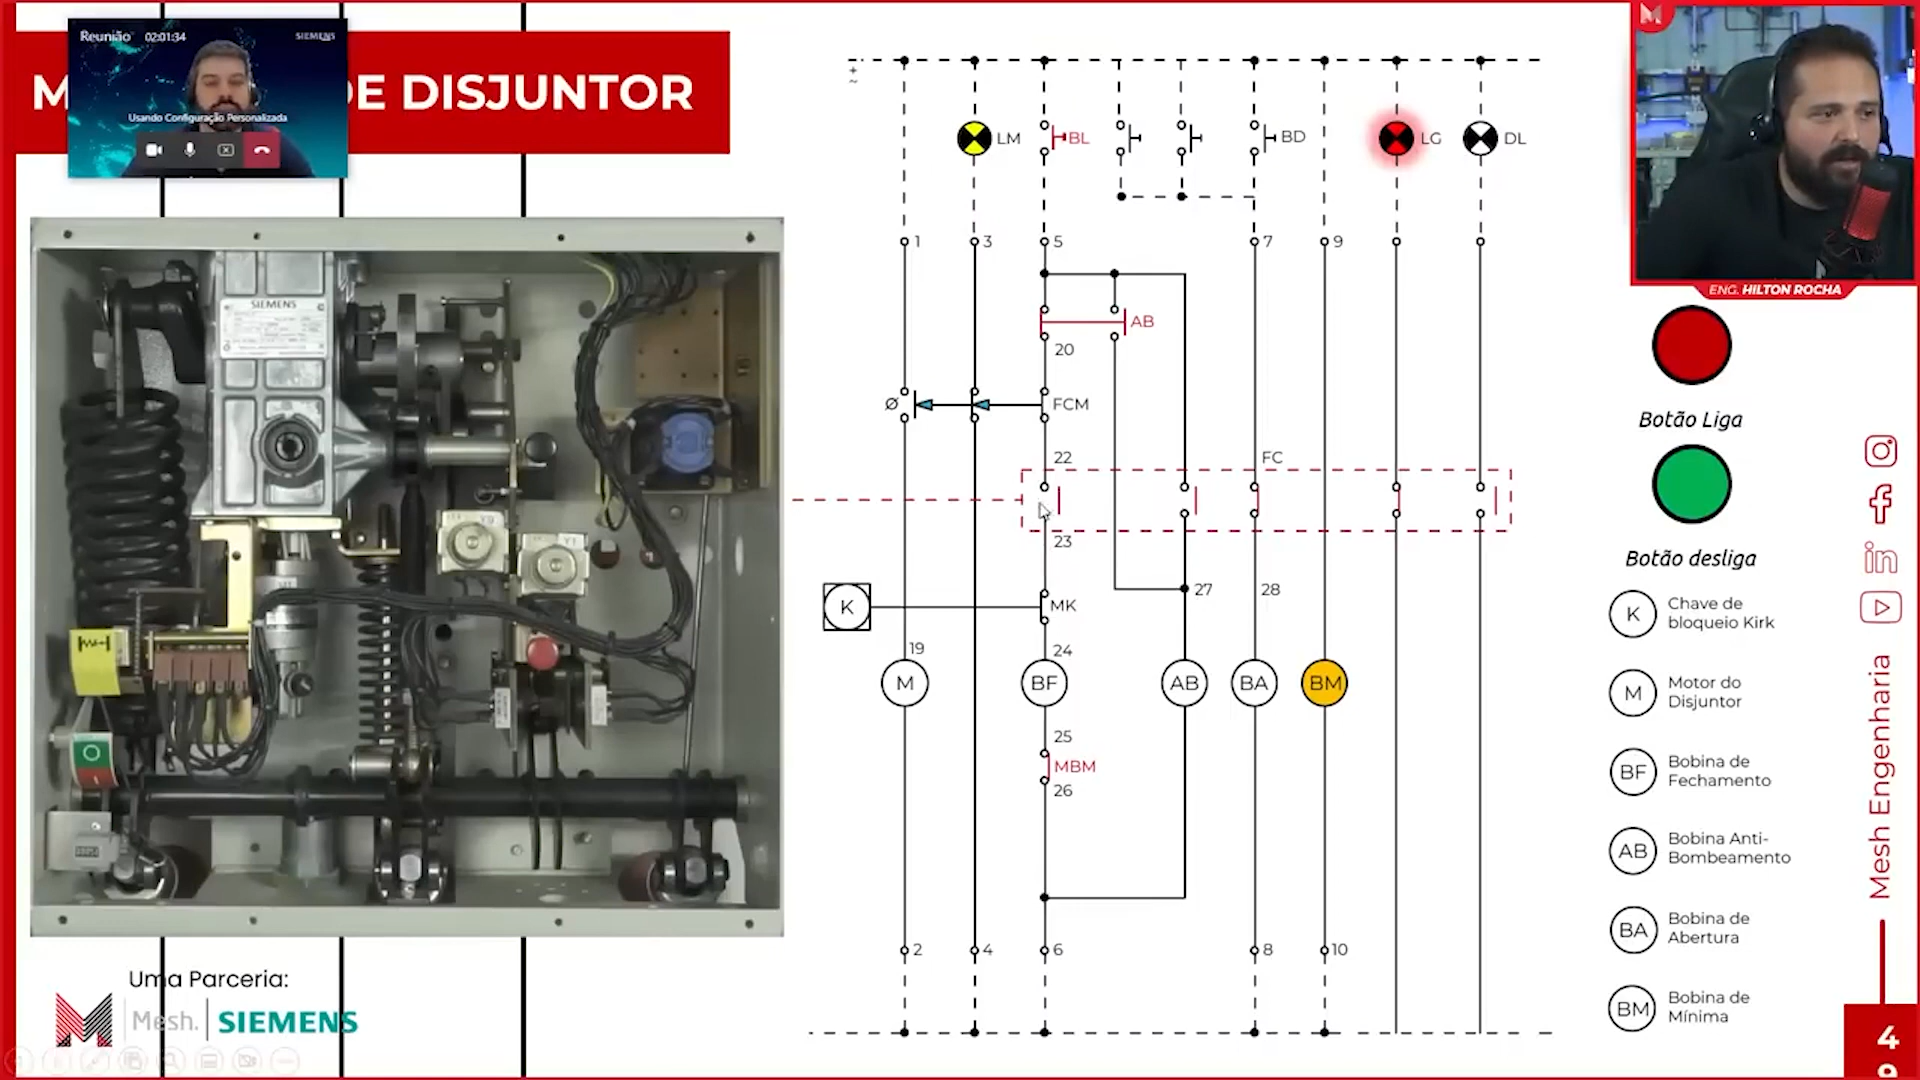 Reunião 02:01:34 SIEMENS
Usando Configuração Personalizada
M
DE DISJUNTOR
SIEMENS
Y9
Y1
+
~
LM
BL
BD
LG
DL
1
3
5
7
9
AB
20
Ø
FCM
22
FC
23
K
MK
27
28
19
24
M
BF
AB
BA
BM
25
MBM
26
2
4
6
8
10
ENG. HILTON ROCHA
Botão Liga
Botão desliga
K
Chave de
bloqueio Kirk
M
Motor do
Disjuntor
BF
Bobina de
Fechamento
AB
Bobina Anti-
Bombeamento
BA
Bobina de
Abertura
BM
Bobina de
Mínima
Mesh Engenharia
Uma Parceria:
Mesh. SIEMENS
4